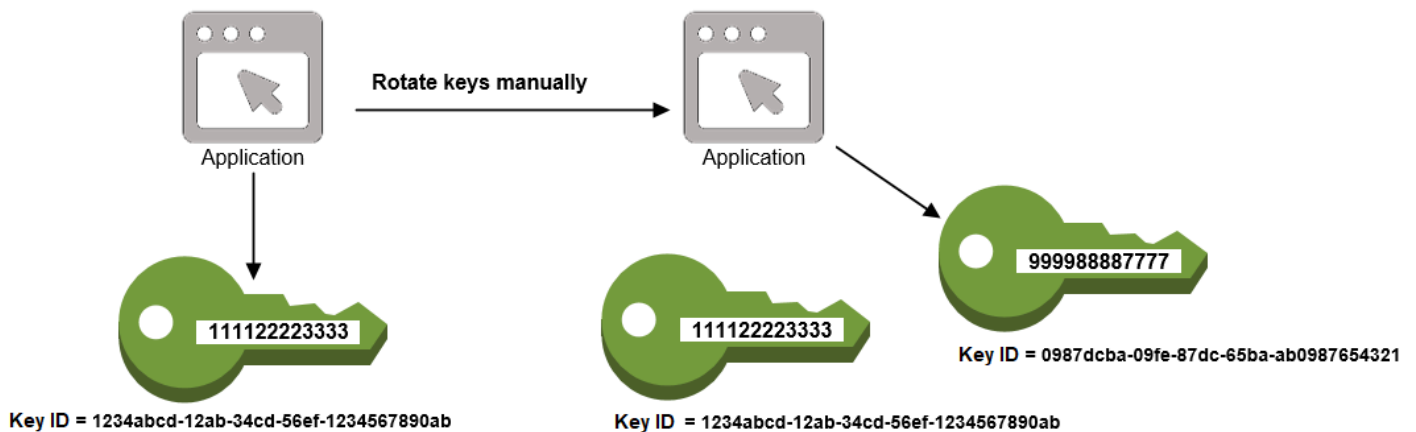 Rotate keys manually
Application
Application
999988887777
111122223333
111122223333
Key ID = 0987dcba-09fe-87dc-65ba-ab0987654321
Key ID = 1234abcd-12ab-34cd-56ef-1234567890ab
Key ID = 1234abcd-12ab-34cd-56ef-1234567890ab